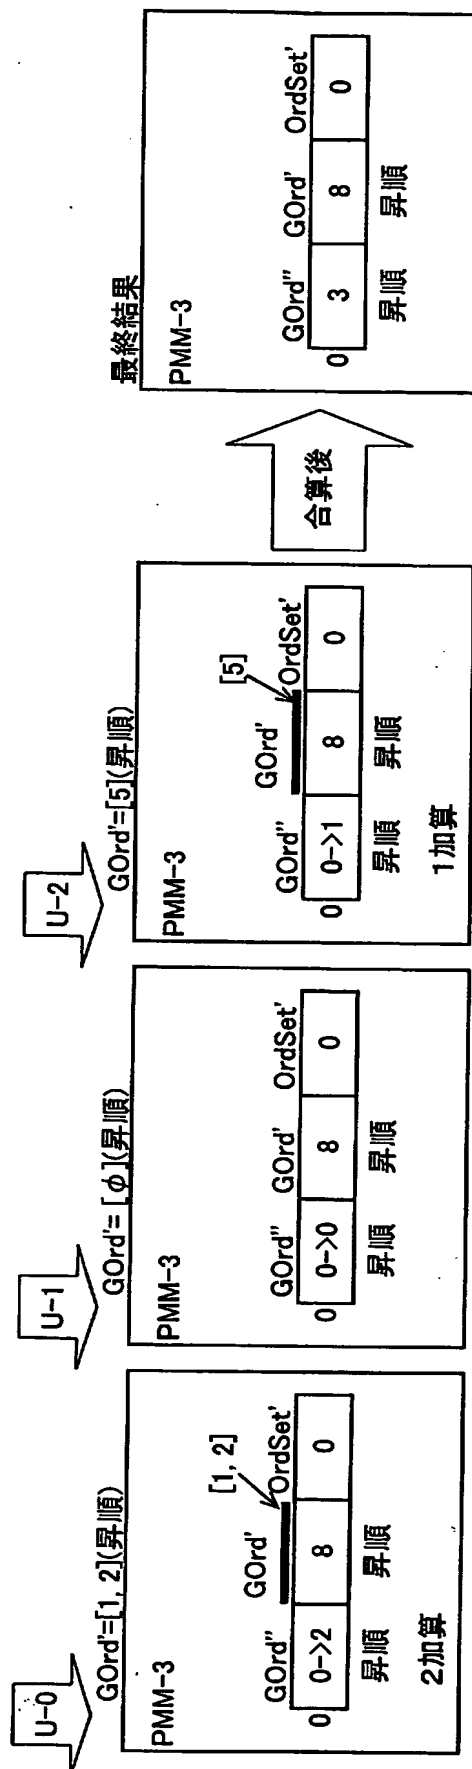 U-0
GOrd'=[1, 2](昇順)
PMM-3
[1, 2]
GOrd'
GOrd'' OrdSet'
0 0->2 8 0
昇順 昇順
2加算
U-1
GOrd'=[φ](昇順)
PMM-3
GOrd'' GOrd' OrdSet'
0 0->0 8 0
昇順 昇順
U-2
GOrd'=[5](昇順)
PMM-3
[5]
GOrd'
GOrd'' OrdSet'
0 0->1 8 0
昇順 昇順
1加算
合算後
最終結果
PMM-3
GOrd'' GOrd' OrdSet'
0 3 8 0
昇順 昇順